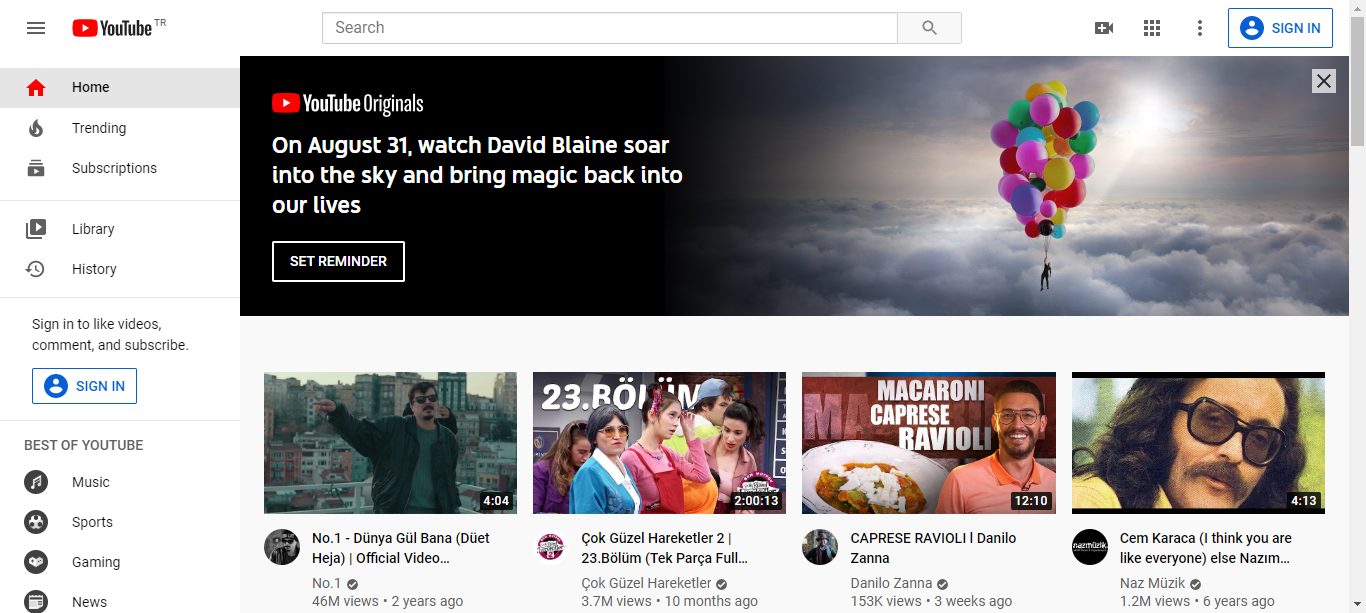 YouTube TR
Search
SIGN IN
Home
Trending
Subscriptions
Library
History
Sign in to like videos,
comment, and subscribe.
SIGN IN
BEST OF YOUTUBE
Music
Sports
Gaming
News
YouTube Originals
On August 31, watch David Blaine soar
into the sky and bring magic back into
our lives
SET REMINDER
4:04
No.1 - Dünya Gül Bana (Düet
Heja) | Official Video...
No.1
46M views • 2 years ago
23.BÖLÜM
2:00:13
Çok Güzel Hareketler 2 |
23.Bölüm (Tek Parça Full...
Çok Güzel Hareketler
3.7M views • 10 months ago
MACARONI
CAPRESE
RAVIOLI
12:10
CAPRESE RAVIOLI l Danilo
Zanna
Danilo Zanna
153K views • 3 weeks ago
4:13
nazmüzik
Cem Karaca (I think you are
like everyone) else Nazım...
Naz Müzik
1.2M views • 6 years ago